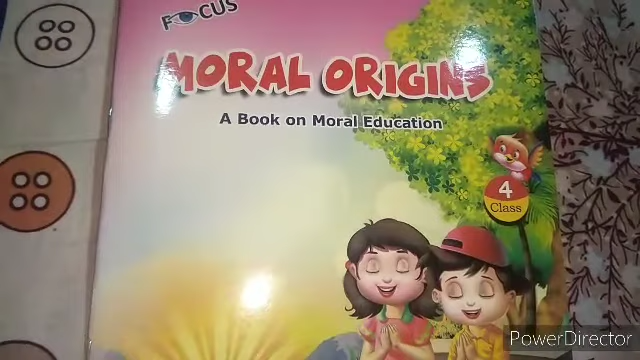 FOCUS
MORAL ORIGINS
A Book on Moral Education
4
Class
PowerDirector